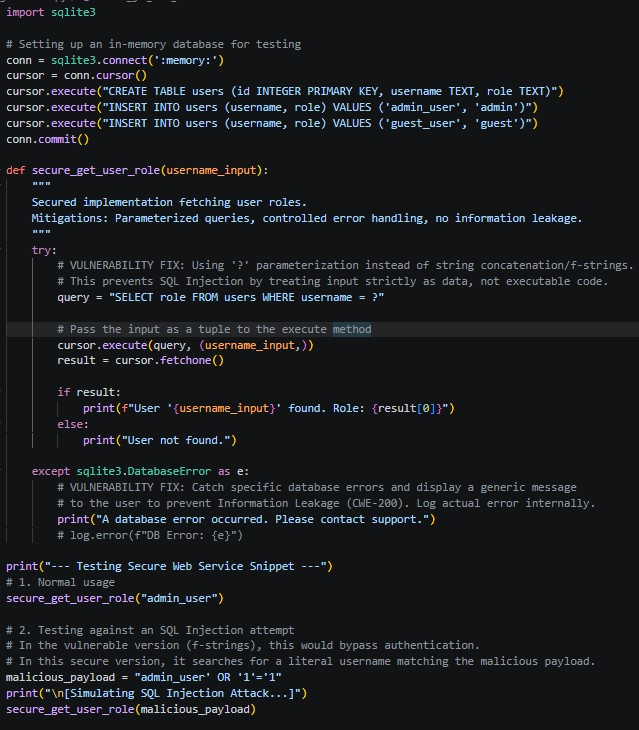 import sqlite3
# Setting up an in-memory database for testing
conn = sqlite3.connect(':memory:')
cursor = conn.cursor()
cursor.execute("CREATE TABLE users (id INTEGER PRIMARY KEY, username TEXT, role TEXT)")
cursor.execute("INSERT INTO users (username, role) VALUES ('admin_user', 'admin')")
cursor.execute("INSERT INTO users (username, role) VALUES ('guest_user', 'guest')")
conn.commit()
def secure_get_user_role(username_input):
    """
    Secured implementation fetching user roles.
    Mitigations: Parameterized queries, controlled error handling, no information leakage.
    """
    try:
        # VULNERABILITY FIX: Using '?' parameterization instead of string concatenation/f-strings.
        # This prevents SQL Injection by treating input strictly as data, not executable code.
        query = "SELECT role FROM users WHERE username = ?"
        # Pass the input as a tuple to the execute method
        cursor.execute(query, (username_input,))
        result = cursor.fetchone()
        if result:
            print(f"User '{username_input}' found. Role: {result[0]}")
        else:
            print("User not found.")
    except sqlite3.DatabaseError as e:
        # VULNERABILITY FIX: Catch specific database errors and display a generic message
        # to the user to prevent Information Leakage (CWE-200). Log actual error internally.
        print("A database error occurred. Please contact support.")
        # log.error(f"DB Error: {e}")
print("--- Testing Secure Web Service Snippet ---")
# 1. Normal usage
secure_get_user_role("admin_user")
# 2. Testing against an SQL Injection attempt
# In the vulnerable version (f-strings), this would bypass authentication.
# In this secure version, it searches for a literal username matching the malicious payload.
malicious_payload = "admin_user' OR '1'='1"
print("\n[Simulating SQL Injection Attack...]")
secure_get_user_role(malicious_payload)